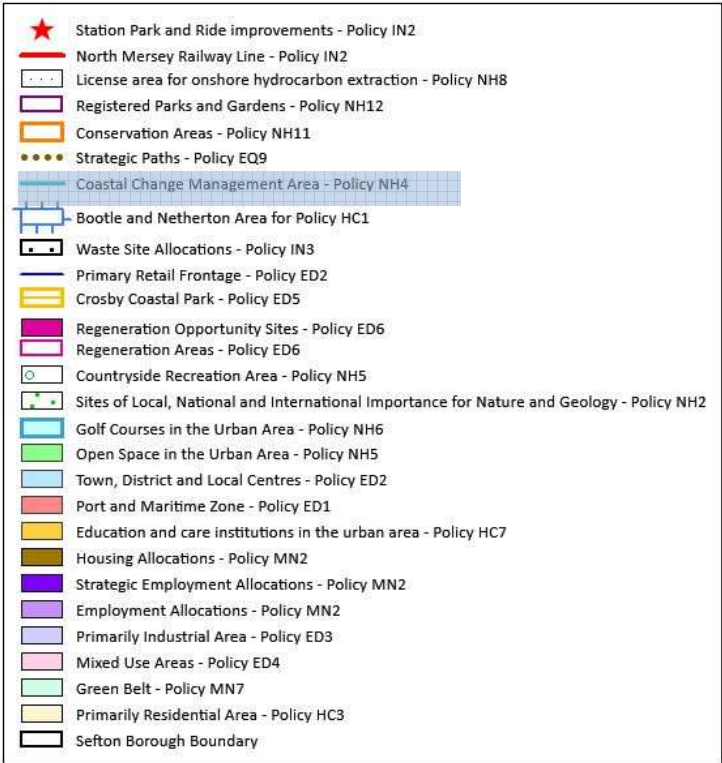 Station Park and Ride improvements - Policy IN2
North Mersey Railway Line - Policy IN2
License area for onshore hydrocarbon extraction - Policy NH8
Registered Parks and Gardens - Policy NH12
Conservation Areas - Policy NH11
Strategic Paths - Policy EQ9
Coastal Change Management Area - Policy NH4
Bootle and Netherton Area for Policy HC1
Waste Site Allocations - Policy IN3
Primary Retail Frontage - Policy ED2
Crosby Coastal Park - Policy ED5
Regeneration Opportunity Sites - Policy ED6
Regeneration Areas - Policy ED6
Countryside Recreation Area - Policy NH5
Sites of Local, National and International Importance for Nature and Geology - Policy NH2
Golf Courses in the Urban Area - Policy NH6
Open Space in the Urban Area - Policy NH5
Town, District and Local Centres - Policy ED2
Port and Maritime Zone - Policy ED1
Education and care institutions in the urban area - Policy HC7
Housing Allocations - Policy MN2
Strategic Employment Allocations - Policy MN2
Employment Allocations - Policy MN2
Primarily Industrial Area - Policy ED3
Mixed Use Areas - Policy ED4
Green Belt - Policy MN7
Primarily Residential Area - Policy HC3
Sefton Borough Boundary